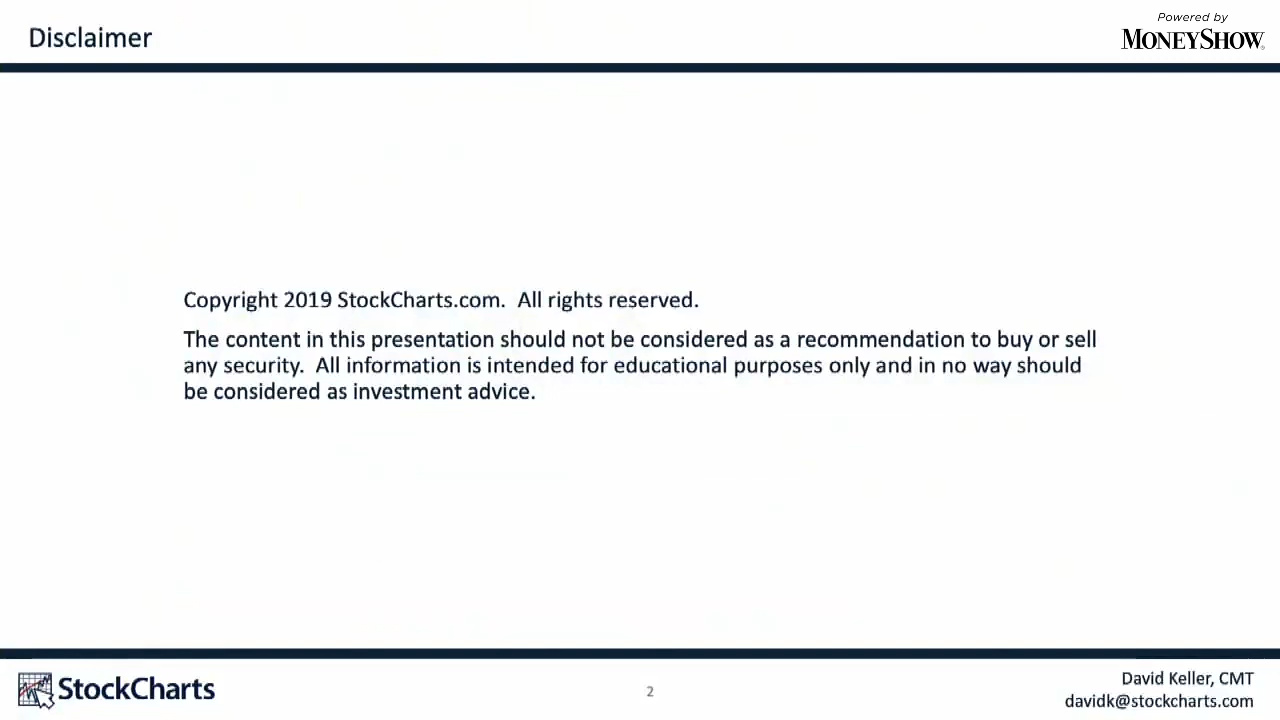 Disclaimer
Powered by
MONEYSHOW®
Copyright 2019 StockCharts.com.  All rights reserved.
The content in this presentation should not be considered as a recommendation to buy or sell
any security.  All information is intended for educational purposes only and in no way should
be considered as investment advice.
StockCharts
2
David Keller, CMT
davidk@stockcharts.com